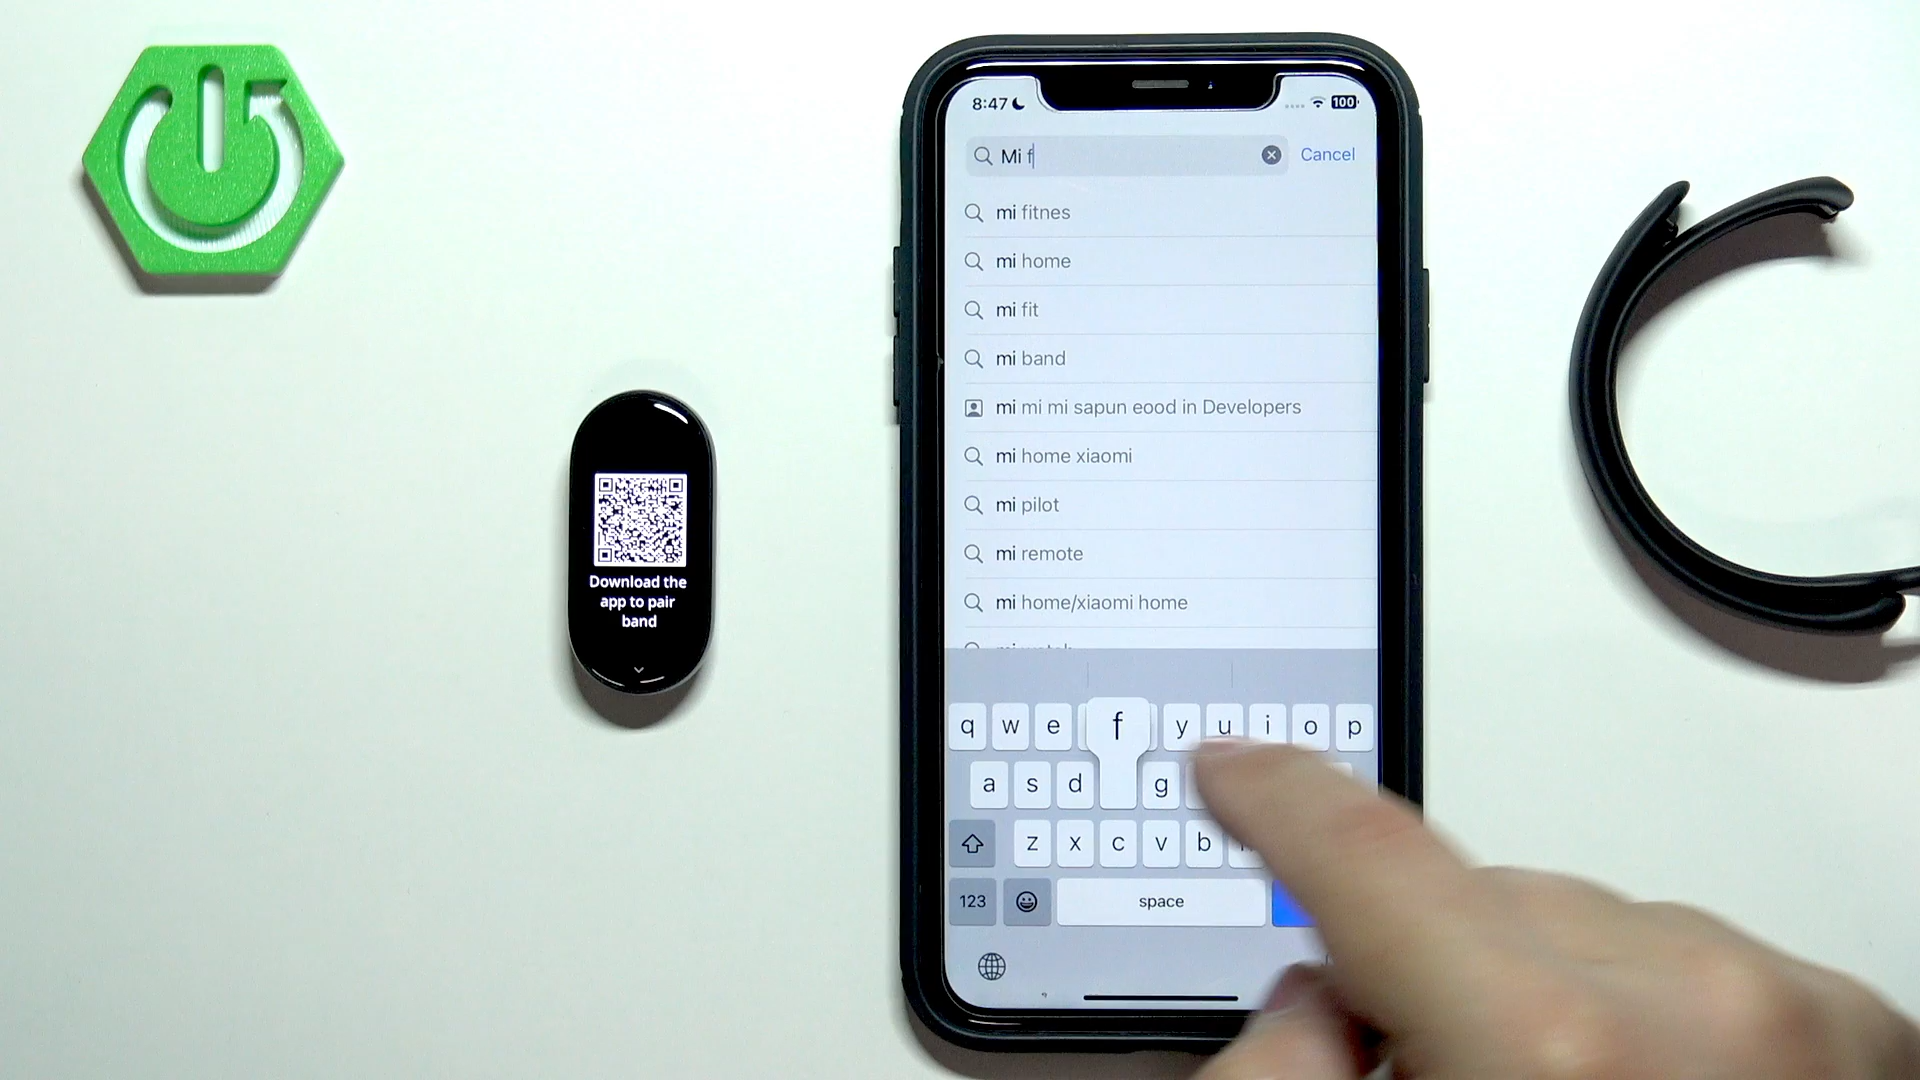 8:47
100
Mi f
Cancel
mi fitnes
mi home
mi fit
mi band
mi mi mi sapun eood in Developers
mi home xiaomi
mi pilot
mi remote
mi home/xiaomi home
q w e f y u i o p
a s d g
z x c v b
123 space
Download the
app to pair
band